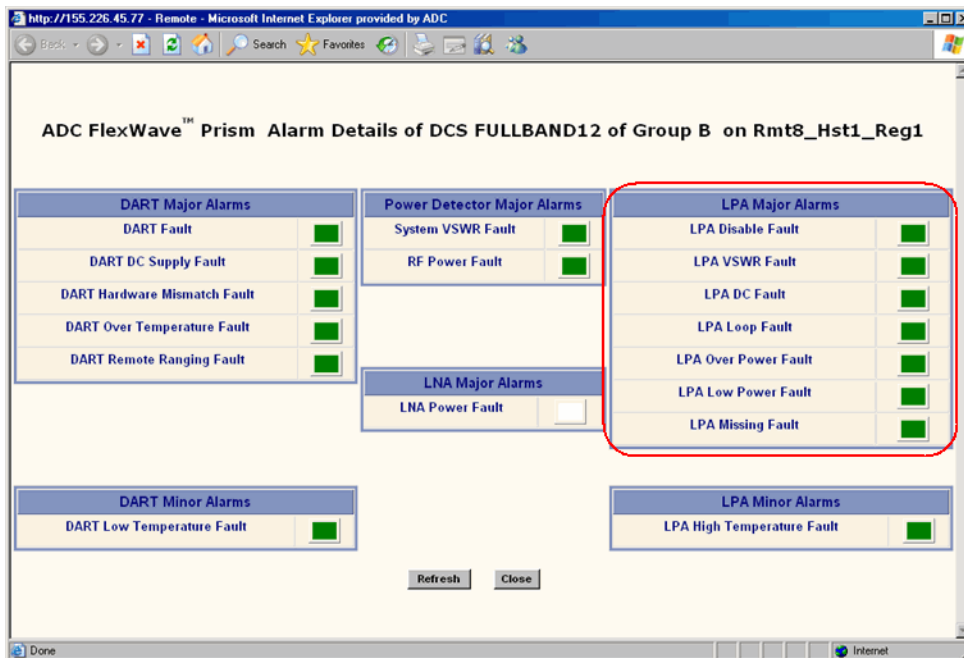 http://155.226.45.77 - Remote - Microsoft Internet Explorer provided by ADC
Back
Search
Favorites
ADC FlexWave™ Prism Alarm Details of DCS FULLBAND12 of Group B on Rmt8_Hst1_Reg1
DART Major Alarms
DART Fault
DART DC Supply Fault
DART Hardware Mismatch Fault
DART Over Temperature Fault
DART Remote Ranging Fault
Power Detector Major Alarms
System VSWR Fault
RF Power Fault
LNA Major Alarms
LNA Power Fault
LPA Major Alarms
LPA Disable Fault
LPA VSWR Fault
LPA DC Fault
LPA Loop Fault
LPA Over Power Fault
LPA Low Power Fault
LPA Missing Fault
DART Minor Alarms
DART Low Temperature Fault
LPA Minor Alarms
LPA High Temperature Fault
Refresh
Close
Done
Internet